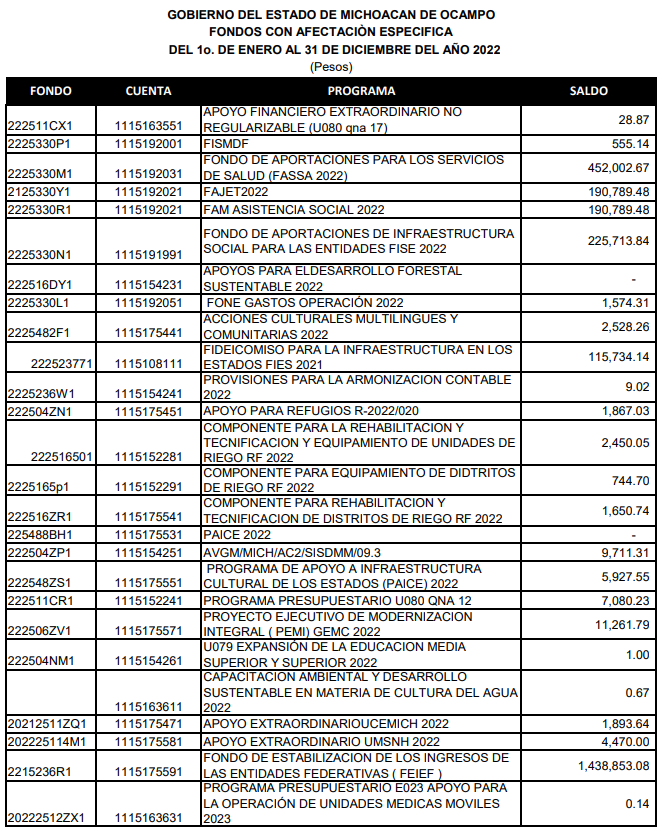 GOBIERNO DEL ESTADO DE MICHOACAN DE OCAMPO
FONDOS CON AFECTACIÒN ESPECIFICA
DEL 1o. DE ENERO AL 31 DE DICIEMBRE DEL AÑO 2022
(Pesos)
FONDO CUENTA PROGRAMA SALDO
APOYO FINANCIERO EXTRAORDINARIO NO
222511CX1 1115163551 REGULARIZABLE (U080 qna 17) 28.87
2225330P1 1115192001 FISMDF 555.14
FONDO DE APORTACIONES PARA LOS SERVICIOS
2225330M1 1115192031 DE SALUD (FASSA 2022) 452,002.67
2125330Y1 1115192021 FAJET2022 190,789.48
2225330R1 1115192021 FAM ASISTENCIA SOCIAL 2022 190,789.48
FONDO DE APORTACIONES DE INFRAESTRUCTURA
2225330N1 1115191991 SOCIAL PARA LAS ENTIDADES FISE 2022 225,713.84
APOYOS PARA ELDESARROLLO FORESTAL
222516DY1 1115154231 SUSTENTABLE 2022 -
2225330L1 1115192051 FONE GASTOS OPERACIÓN 2022 1,574.31
ACCIONES CULTURALES MULTILINGUES Y
2225482F1 1115175441 COMUNITARIAS 2022 2,528.26
FIDEICOMISO PARA LA INFRAESTRUCTURA EN LOS
222523771 1115108111 ESTADOS FIES 2021 115,734.14
PROVISIONES PARA LA ARMONIZACION CONTABLE
2225236W1 1115154241 2022 9.02
222504ZN1 1115175451 APOYO PARA REFUGIOS R-2022/020 1,867.03
COMPONENTE PARA LA REHABILITACION Y
TECNIFICACION Y EQUIPAMIENTO DE UNIDADES DE
222516501 1115152281 RIEGO RF 2022 2,450.05
COMPONENTE PARA EQUIPAMIENTO DE DIDTRITOS
2225165p1 1115152291 DE RIEGO RF 2022 744.70
COMPONENTE PARA REHABILITACION Y
222516ZR1 1115175541 TECNIFICACION DE DISTRITOS DE RIEGO RF 2022 1,650.74
225488BH1 1115175531 PAICE 2022 -
222504ZP1 1115154251 AVGM/MICH/AC2/SISDMM/09.3 9,711.31
PROGRAMA DE APOYO A INFRAESTRUCTURA
222548ZS1 1115175551 CULTURAL DE LOS ESTADOS (PAICE) 2022 5,927.55
222511CR1 1115152241 PROGRAMA PRESUPUESTARIO U080 QNA 12 7,080.23
PROYECTO EJECUTIVO DE MODERNIZACION
222506ZV1 1115175571 INTEGRAL ( PEMI) GEMC 2022 11,261.79
U079 EXPANSIÓN DE LA EDUCACION MEDIA
222504NM1 1115154261 SUPERIOR Y SUPERIOR 2022 1.00
CAPACITACION AMBIENTAL Y DESARROLLO
SUSTENTABLE EN MATERIA DE CULTURA DEL AGUA
1115163611 2022 0.67
20212511ZQ1 1115175471 APOYO EXTRAORDINARIOUCEMICH 2022 1,893.64
202225114M1 1115175581 APOYO EXTRAORDINARIO UMSNH 2022 4,470.00
FONDO DE ESTABILIZACION DE LOS INGRESOS DE
2215236R1 1115175591 LAS ENTIDADES FEDERATIVAS ( FEIEF ) 1,438,853.08
PROGRAMA PRESUPUESTARIO E023 APOYO PARA
LA OPERACIÓN DE UNIDADES MEDICAS MOVILES
20222512ZX1 1115163631 2023 0.14